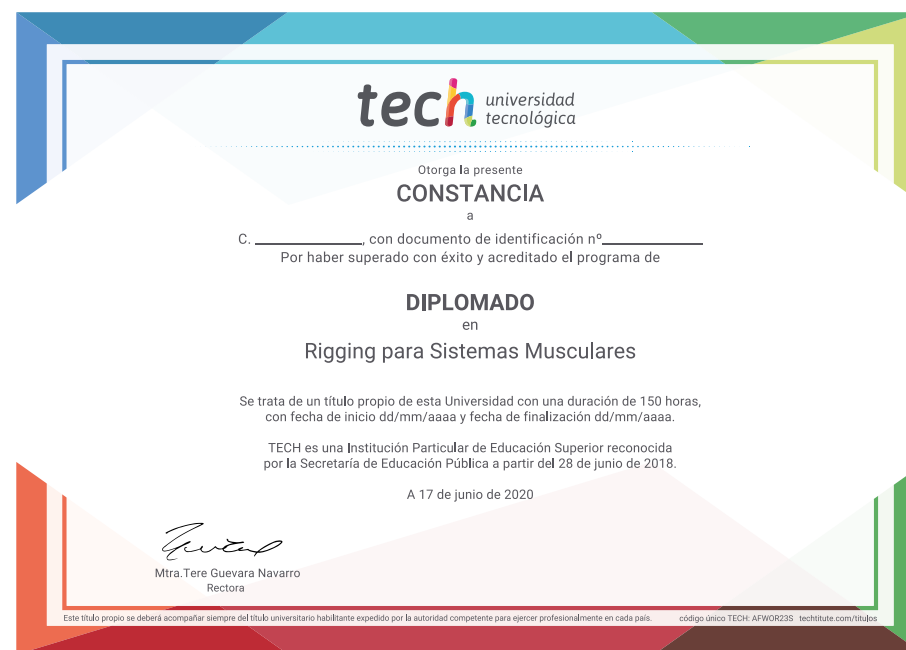 tech universidad
tecnológica
Otorga la presente
CONSTANCIA
a
C. ______________, con documento de identificación nº_____________
Por haber superado con éxito y acreditado el programa de
DIPLOMADO
en
Rigging para Sistemas Musculares
Se trata de un título propio de esta Universidad con una duración de 150 horas,
con fecha de inicio dd/mm/aaaa y fecha de finalización dd/mm/aaaa.
TECH es una Institución Particular de Educación Superior reconocida
por la Secretaría de Educación Pública a partir del 28 de junio de 2018.
A 17 de junio de 2020
Mtra.Tere Guevara Navarro
Rectora
Este título propio se deberá acompañar siempre del título universitario habilitante expedido por la autoridad competente para ejercer profesionalmente en cada país. código único TECH: AFWOR23S techtitute.com/titulos